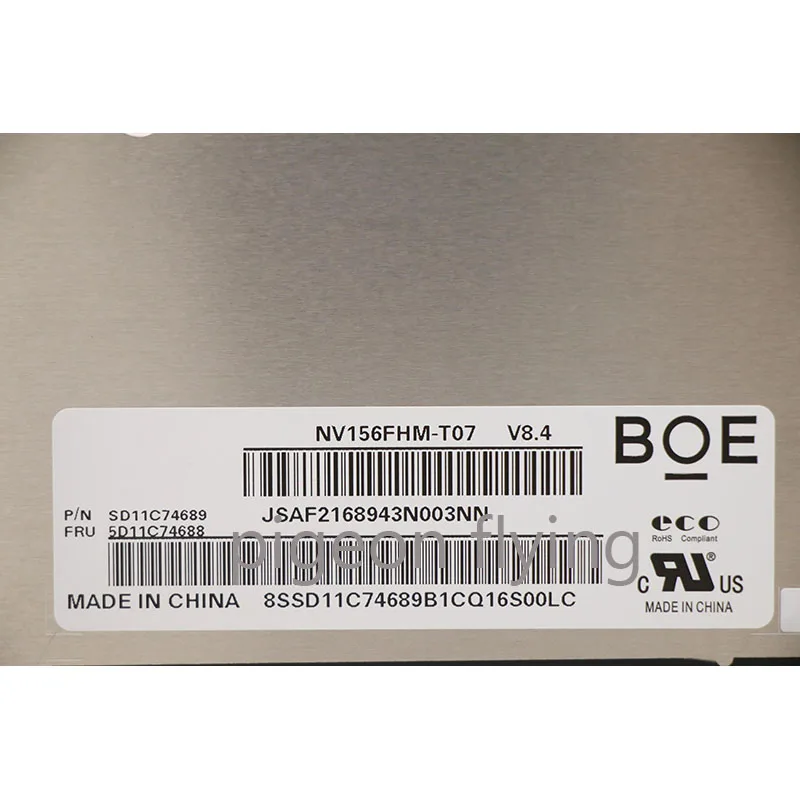 NV156FHM-T07 V8.4
BOE
P/N SD11C74689
JSAF2168943N003NN
FRU 5D11C74688
pigeon flying
eco
RoHS Compliant
C RU® US
MADE IN CHINA 8SSD11C74689B1CQ16S00LC
MADE IN CHINA